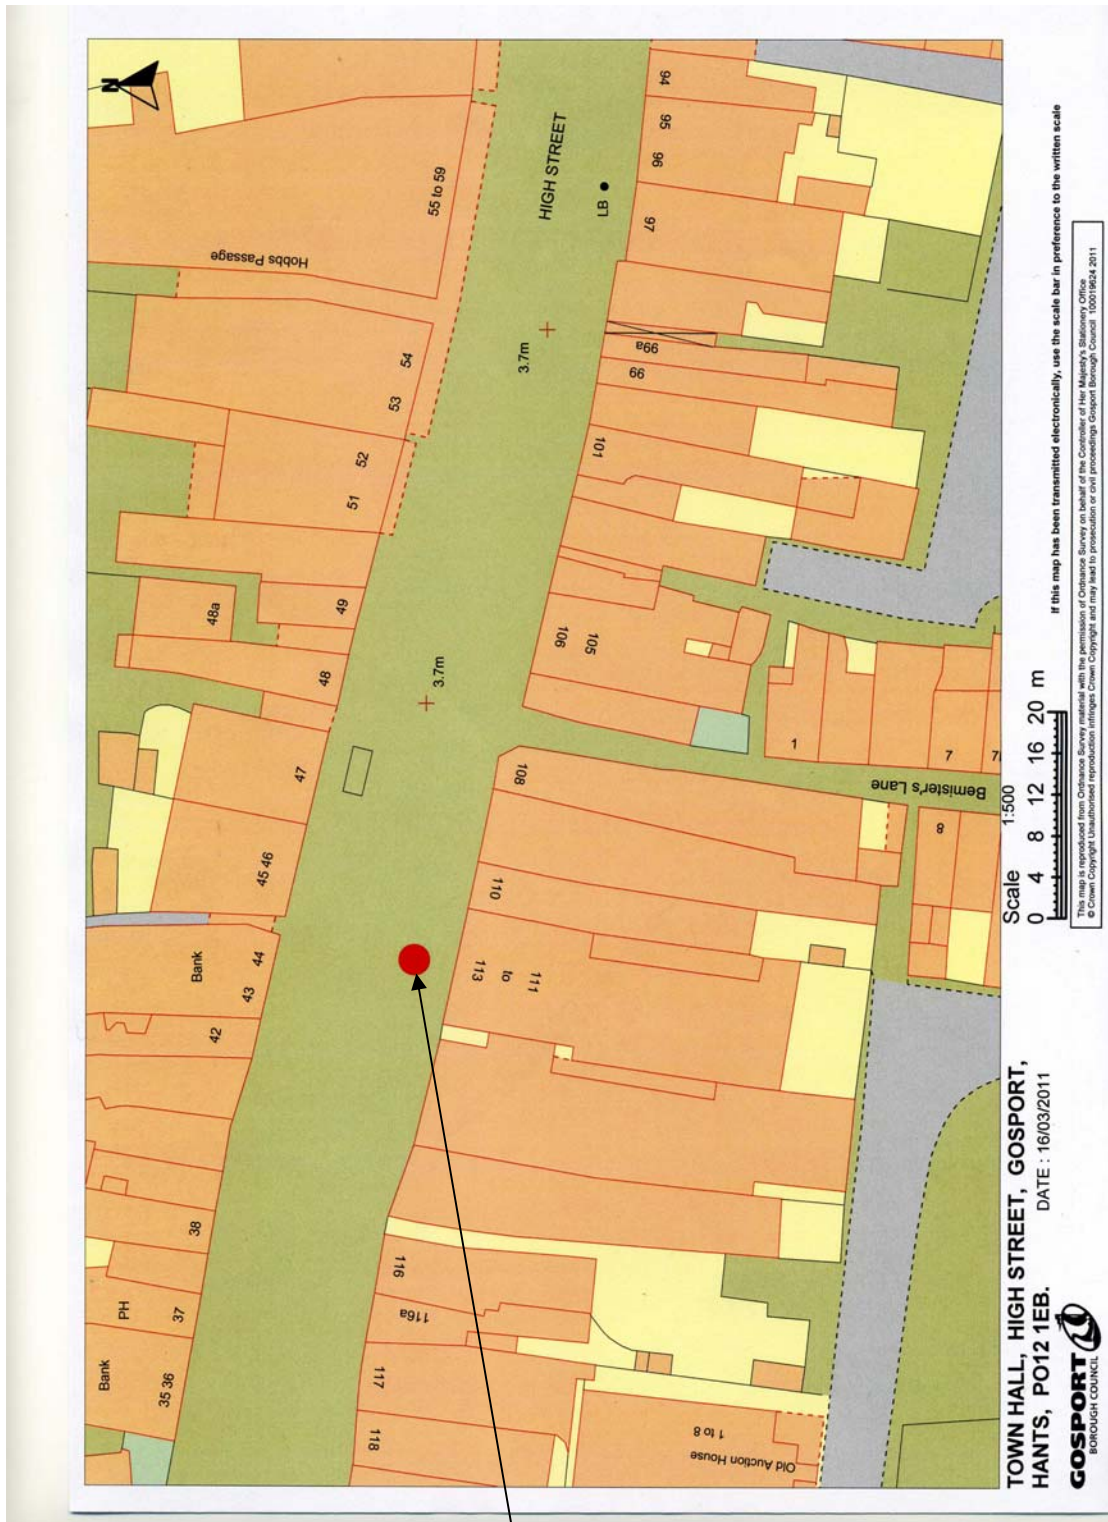 N
55 to 59
Hobbs Passage
54
53
52
51
49
48a
48
47
45 46
44
43
Bank
42
38
37
PH
35 36
Bank
HIGH STREET
LB
3.7m
3.7m
94
95
96
97
99a
99
101
105
106
108
110
111
to
113
116
116a
117
118
1 to 8
Old Auction House
1
7
8
Bemister's Lane
Scale 1:500
0 4 8 12 16 20 m
If this map has been transmitted electronically, use the scale bar in preference to the written scale
This map is reproduced from Ordnance Survey material with the permission of Ordnance Survey on behalf of the Controller of Her Majesty's Stationery Office
© Crown Copyright Unauthorised reproduction infringes Crown Copyright and may lead to prosecution or civil proceedings Gosport Borough Council 100019624 2011
TOWN HALL, HIGH STREET, GOSPORT,
HANTS, PO12 1EB.
DATE : 16/03/2011
GOSPORT
BOROUGH COUNCIL